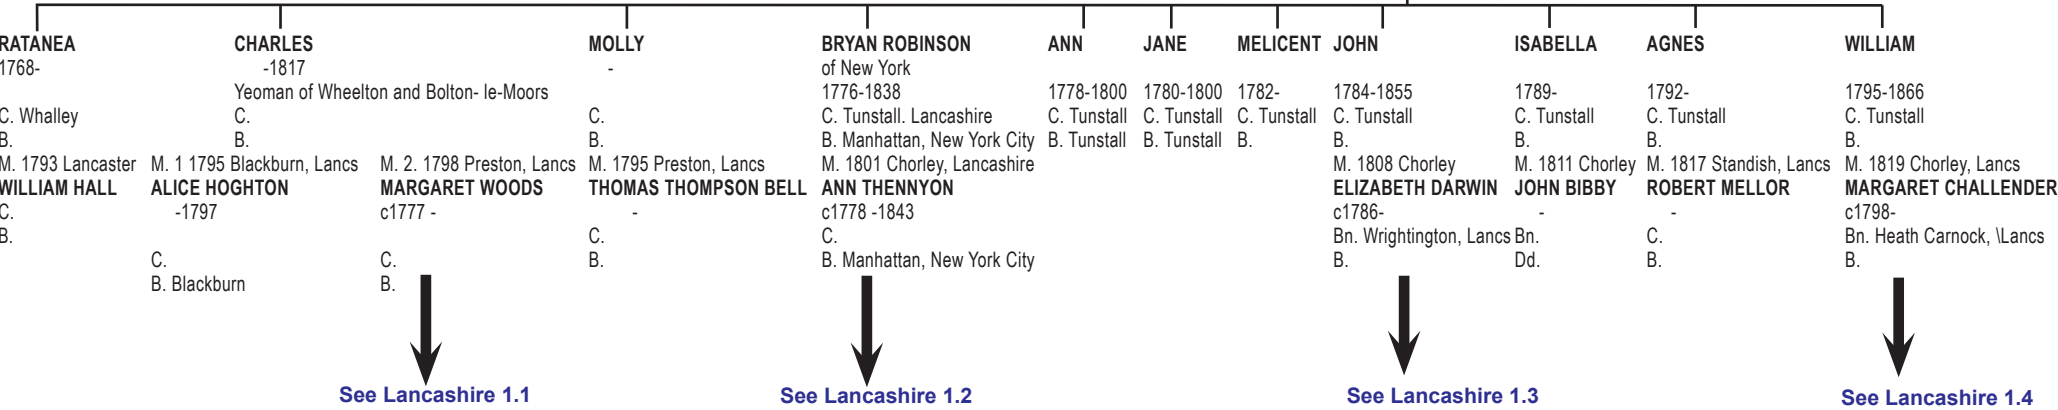 RATANEA
1768-
C. Whalley
B.
M. 1793 Lancaster
WILLIAM HALL
C.
B.
CHARLES
-1817
Yeoman of Wheelton and Bolton- le-Moors
C.
B.
M. 1 1795 Blackburn, Lancs
ALICE HOGHTON
-1797
C.
B. Blackburn
M. 2. 1798 Preston, Lancs
MARGARET WOODS
c1777 -
C.
B.
See Lancashire 1.1
MOLLY
-
C.
B.
M. 1795 Preston, Lancs
THOMAS THOMPSON BELL
-
C.
B.
BRYAN ROBINSON
of New York
1776-1838
C. Tunstall. Lancashire
B. Manhattan, New York City
M. 1801 Chorley, Lancashire
ANN THENNYON
c1778 -1843
C.
B. Manhattan, New York City
See Lancashire 1.2
ANN
1778-1800
C. Tunstall
B. Tunstall
JANE
1780-1800
C. Tunstall
B. Tunstall
MELICENT
1782-
C. Tunstall
B.
JOHN
1784-1855
C. Tunstall
B.
M. 1808 Chorley
ELIZABETH DARWIN
c1786-
Bn. Wrightington, Lancs
B.
See Lancashire 1.3
ISABELLA
1789-
C. Tunstall
B.
M. 1811 Chorley
JOHN BIBBY
-
Bn.
Dd.
AGNES
1792-
C. Tunstall
B.
M. 1817 Standish, Lancs
ROBERT MELLOR
-
C.
B.
WILLIAM
1795-1866
C. Tunstall
B.
M. 1819 Chorley, Lancs
MARGARET CHALLENDER
c1798-
Bn. Heath Carnock, \Lancs
B.
See Lancashire 1.4